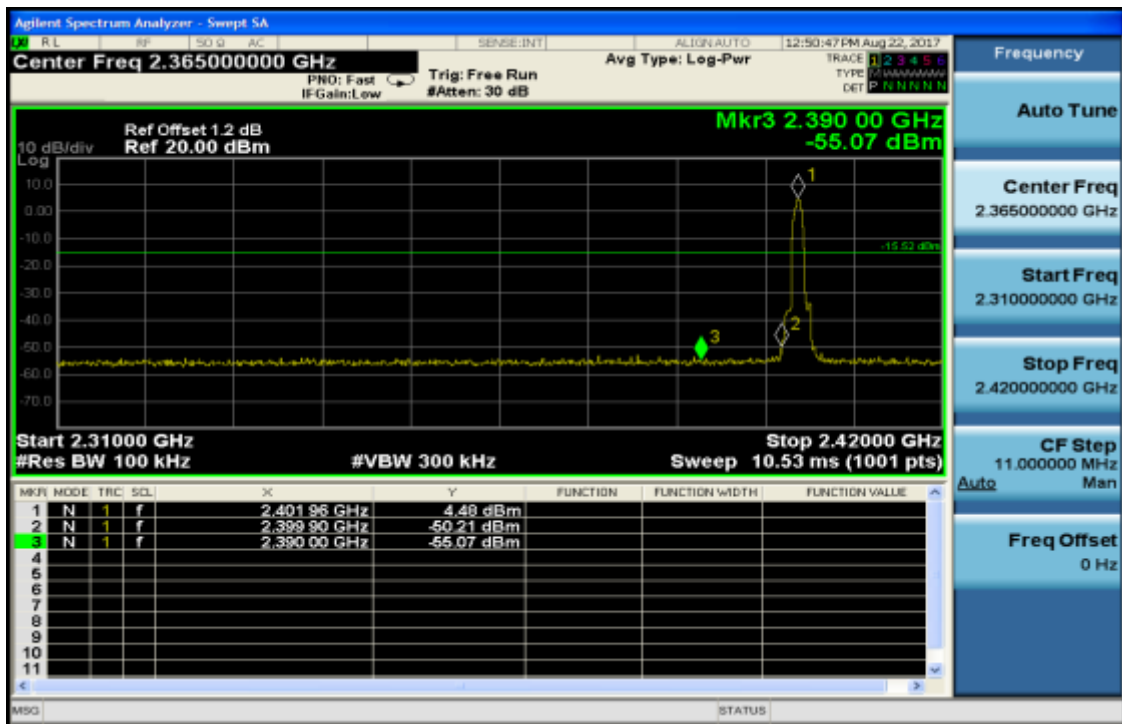 Agilent Spectrum Analyzer - Swept SA
RL RF 50 Ω AC SENSE:INT ALIGN AUTO 12:50:47 PM Aug 22, 2017
Center Freq 2.365000000 GHz
PNO: Fast
IFGain:Low
Trig: Free Run
#Atten: 30 dB
Avg Type: Log-Pwr
TRACE 1 2 3 4 5 6
TYPE M
DET P N N N N N
Ref Offset 1.2 dB
Ref 20.00 dBm
10 dB/div
Log
Mkr3 2.390 00 GHz
-55.07 dBm
10.0
0.00
-10.0
-20.0
-30.0
-40.0
-50.0
-60.0
-70.0
1
-15.52 dBm
2
3
Start 2.31000 GHz
Stop 2.42000 GHz
#Res BW 100 kHz
#VBW 300 kHz
Sweep 10.53 ms (1001 pts)
MKR MODE TRC SCL X Y FUNCTION FUNCTION WIDTH FUNCTION VALUE
1 N 1 f 2.401 96 GHz 4.48 dBm
2 N 1 f 2.399 90 GHz -50.21 dBm
3 N 1 f 2.390 00 GHz -55.07 dBm
4
5
6
7
8
9
10
11
MSG STATUS
Frequency
Auto Tune
Center Freq
2.365000000 GHz
Start Freq
2.310000000 GHz
Stop Freq
2.420000000 GHz
CF Step
11.000000 MHz
Auto Man
Freq Offset
0 Hz